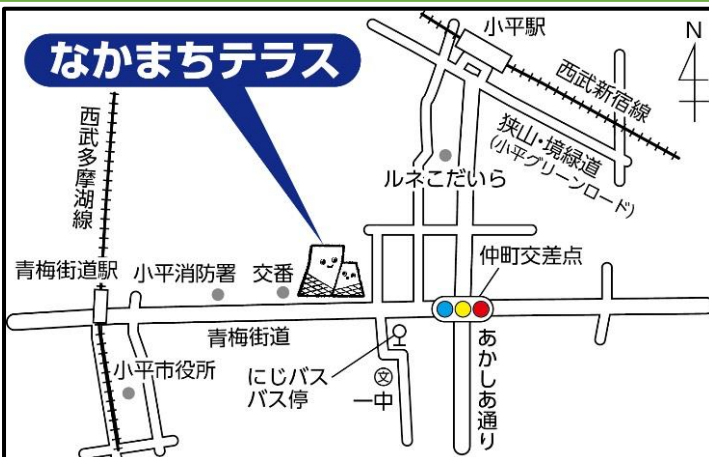 小平駅
N
なかまちテラス
西武新宿線
西武多摩湖線
狭山・境緑道
(小平グリーンロード)
ルネこだいら
仲町交差点
青梅街道駅
小平消防署
交番
青梅街道
あかしあ通り
小平市役所
にじバス
バス停
文
一中